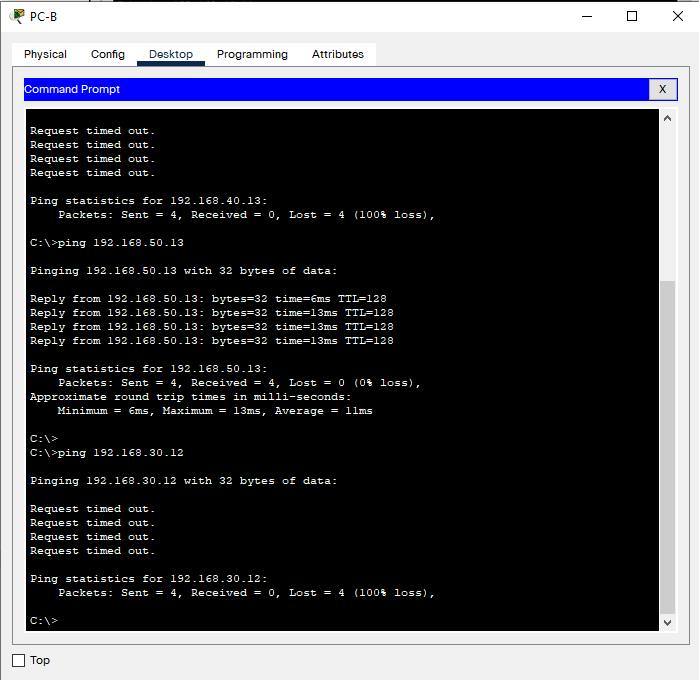 PC-B
Physical Config Desktop Programming Attributes
Command Prompt X
Request timed out.
Request timed out.
Request timed out.
Request timed out.
Ping statistics for 192.168.40.13:
Packets: Sent = 4, Received = 0, Lost = 4 (100% loss),
C:\>ping 192.168.50.13
Pinging 192.168.50.13 with 32 bytes of data:
Reply from 192.168.50.13: bytes=32 time=6ms TTL=128
Reply from 192.168.50.13: bytes=32 time=13ms TTL=128
Reply from 192.168.50.13: bytes=32 time=13ms TTL=128
Reply from 192.168.50.13: bytes=32 time=13ms TTL=128
Ping statistics for 192.168.50.13:
Packets: Sent = 4, Received = 4, Lost = 0 (0% loss),
Approximate round trip times in milli-seconds:
Minimum = 6ms, Maximum = 13ms, Average = 11ms
C:\>
C:\>ping 192.168.30.12
Pinging 192.168.30.12 with 32 bytes of data:
Request timed out.
Request timed out.
Request timed out.
Request timed out.
Ping statistics for 192.168.30.12:
Packets: Sent = 4, Received = 0, Lost = 4 (100% loss),
C:\>
Top